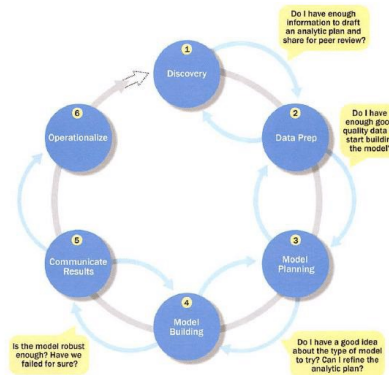 Do I have enough
information to draft
an analytic plan and
share for peer review?
1
Discovery
2
Data Prep
Do I have
enough good
quality data
start buildin
the model?
3
Model
Planning
Do I have a good idea
about the type of model
to try? Can I refine the
analytic plan?
4
Model
Building
Is the model robust
enough? Have we
failed for sure?
5
Communicate
Results
6
Operationalize